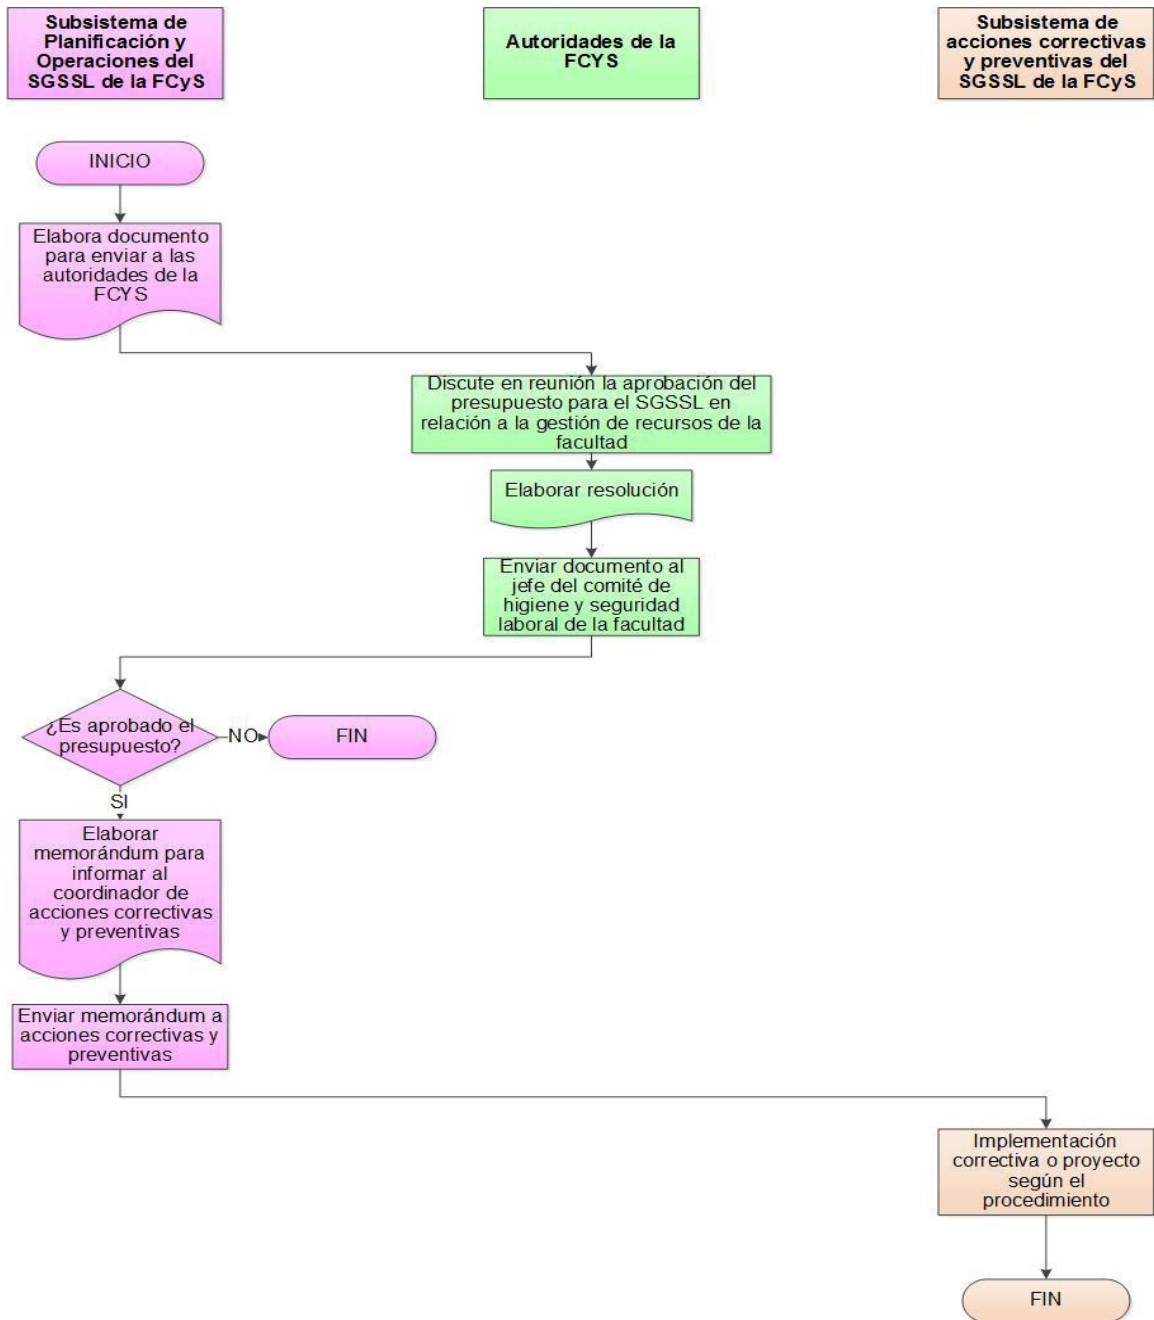 Subsistema de
Planificación y
Operaciones del
SGSSL de la FCyS
Autoridades de la
FCYS
Subsistema de
acciones correctivas
y preventivas del
SGSSL de la FCyS
INICIO
Elabora documento
para enviar a las
autoridades de la
FCYS
Discute en reunión la aprobación del
presupuesto para el SGSSL en
relación a la gestión de recursos de la
facultad
Elaborar resolución
Enviar documento al
jefe del comité de
higiene y seguridad
laboral de la facultad
¿Es aprobado el
presupuesto?
NO
FIN
SI
Elaborar
memorándum para
informar al
coordinador de
acciones correctivas
y preventivas
Enviar memorándum a
acciones correctivas y
preventivas
Implementación
correctiva o proyecto
según el
procedimiento
FIN